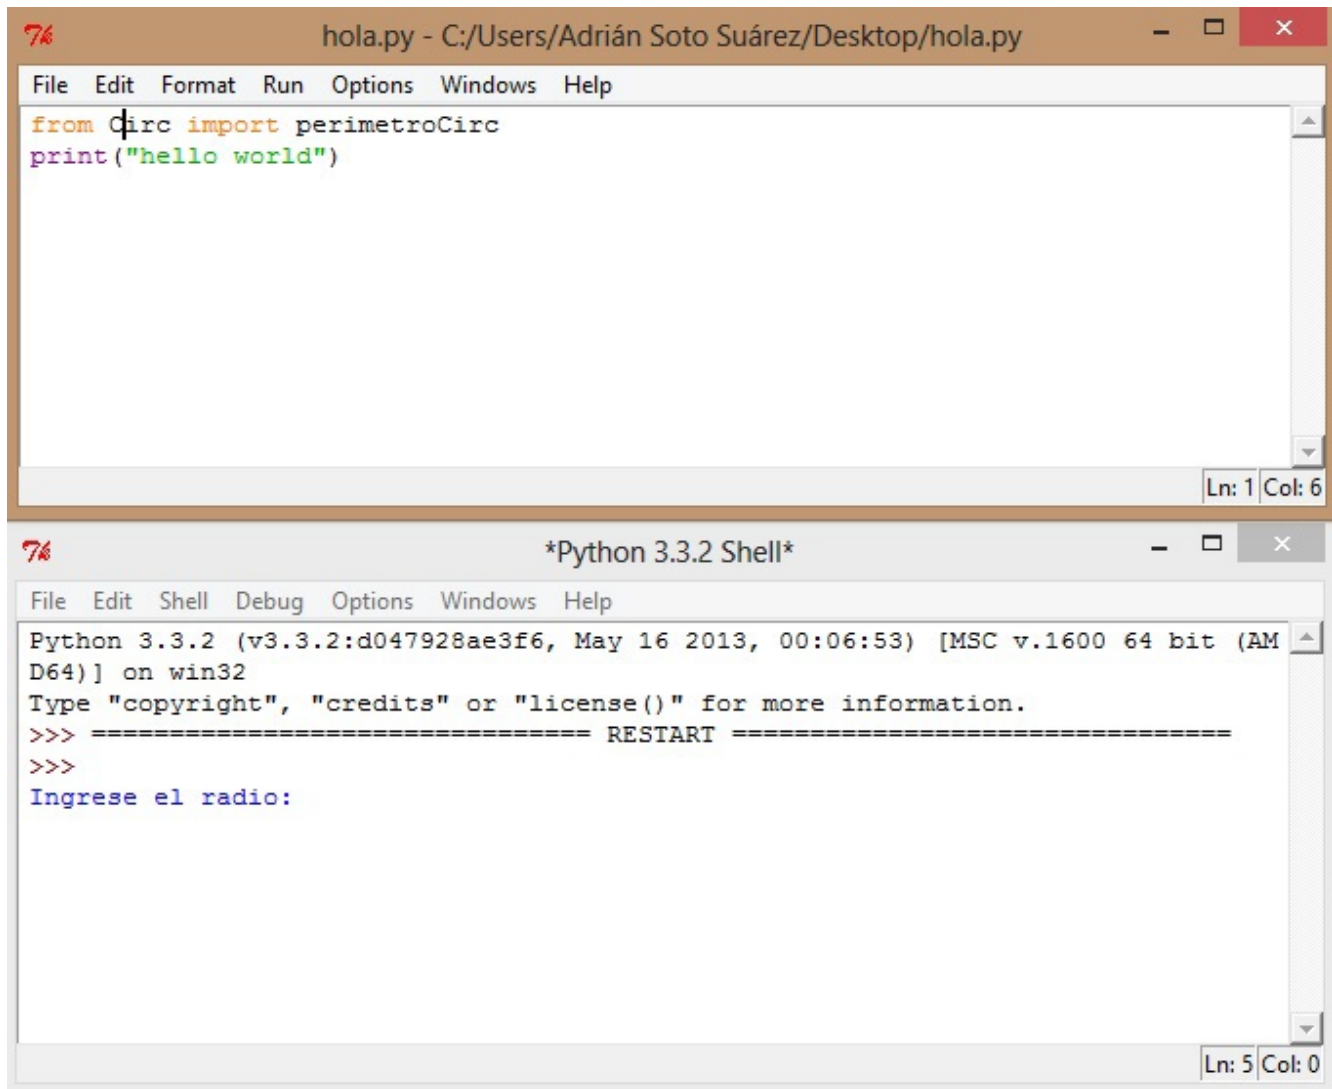 hola.py - C:/Users/Adrián Soto Suárez/Desktop/hola.py
File Edit Format Run Options Windows Help
from Circ import perimetroCirc
print("hello world")
Ln: 1 Col: 6
*Python 3.3.2 Shell*
File Edit Shell Debug Options Windows Help
Python 3.3.2 (v3.3.2:d047928ae3f6, May 16 2013, 00:06:53) [MSC v.1600 64 bit (AM
D64)] on win32
Type "copyright", "credits" or "license()" for more information.
>>> ================================ RESTART ================================
>>>
Ingrese el radio:
Ln: 5 Col: 0